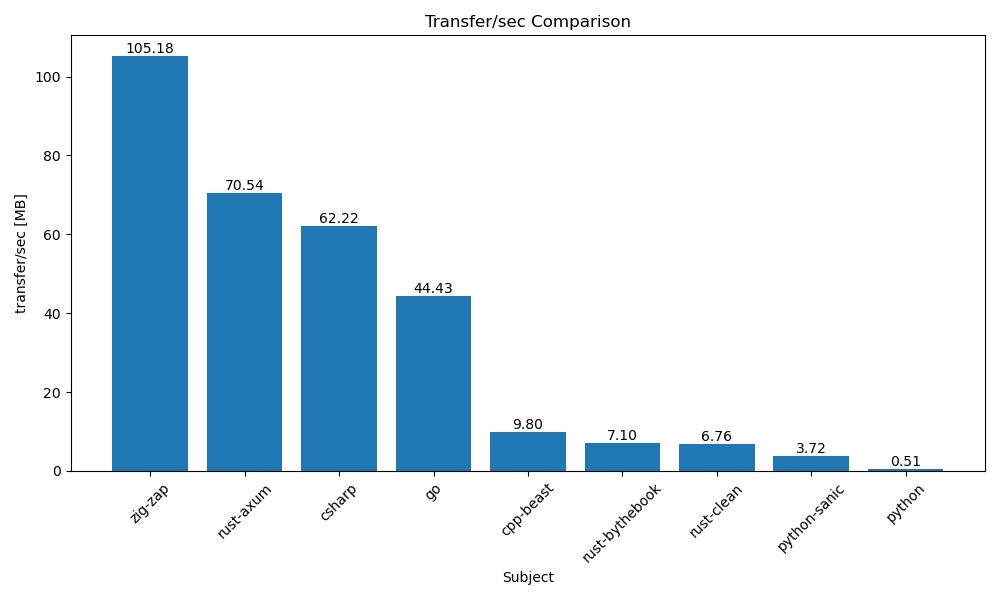 Transfer/sec Comparison
transfer/sec [MB]
100
80
60
40
20
0
105.18
70.54
62.22
44.43
9.80
7.10
6.76
3.72
0.51
zig-zap
rust-axum
csharp
go
cpp-beast
rust-bythebook
rust-clean
python-sanic
python
Subject